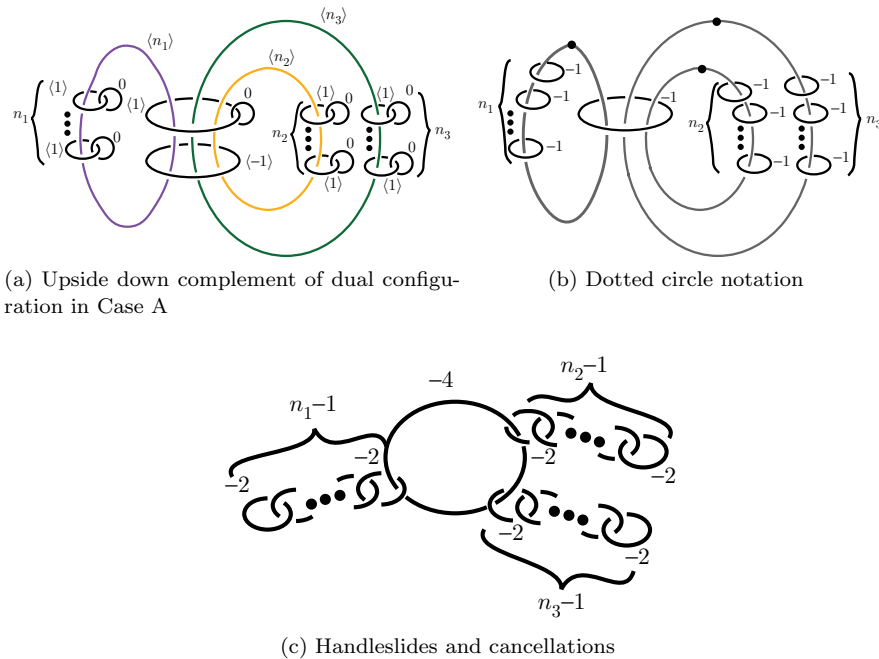 ⟨n₁⟩
⟨n₃⟩
⟨n₂⟩
⟨1⟩ 0
⟨1⟩ 0
⟨1⟩ 0
⟨1⟩ 0
n₁
n₂
n₃
⟨1⟩ 0
⟨−1⟩
⟨1⟩ 0
⟨1⟩ 0
(a) Upside down complement of dual configu-
ration in Case A
−1
−1
−1
−1
−1
−1
n₁
n₂
n₃
−1
−1
−1
−1
−1
(b) Dotted circle notation
−4
n₂−1
n₁−1
−2
−2
−2
−2
−2
−2
n₃−1
(c) Handleslides and cancellations